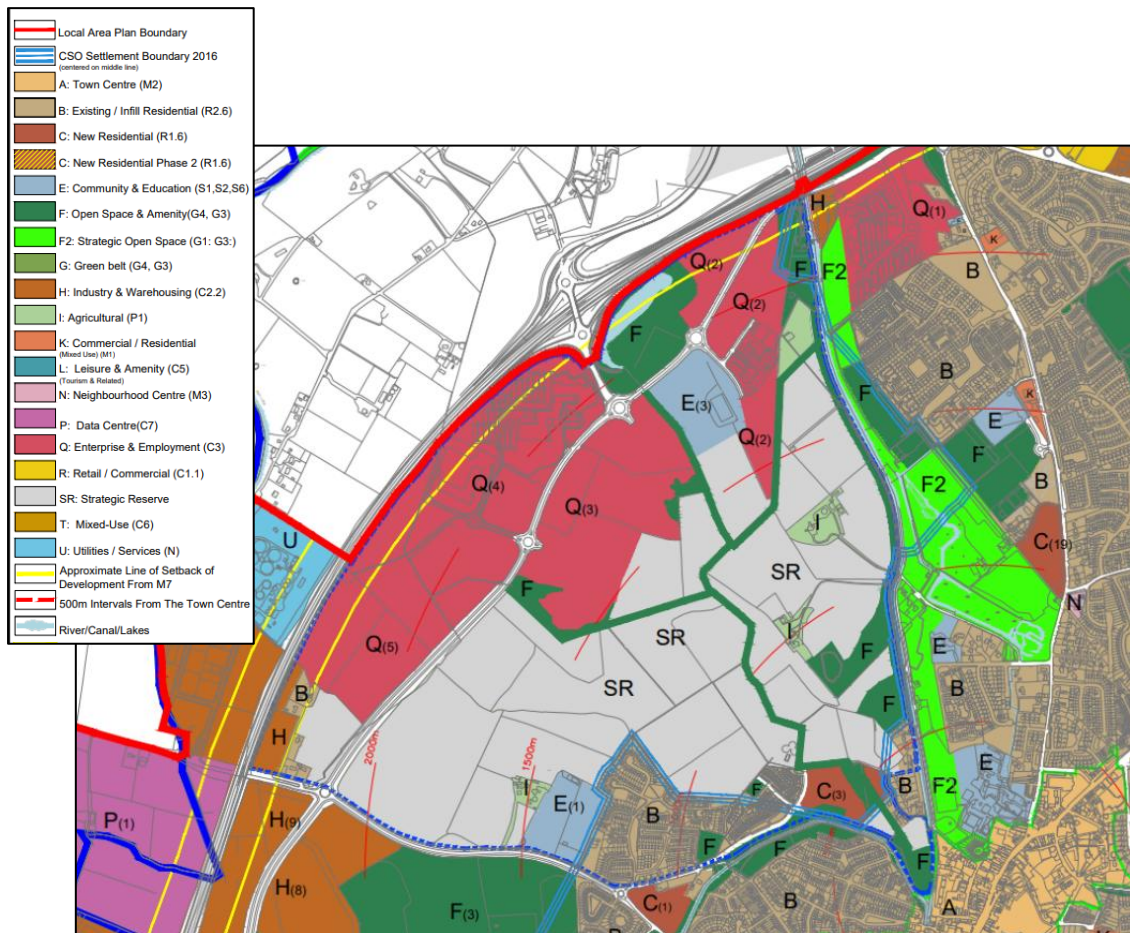 Local Area Plan Boundary
CSO Settlement Boundary 2016
(centered on middle line)
A: Town Centre (M2)
B: Existing / Infill Residential (R2.6)
C: New Residential (R1.6)
C: New Residential Phase 2 (R1.6)
E: Community & Education (S1,S2,S6)
F: Open Space & Amenity(G4, G3)
F2: Strategic Open Space (G1: G3:)
G: Green belt (G4, G3)
H: Industry & Warehousing (C2.2)
I: Agricultural (P1)
K: Commercial / Residential
(Mixed Use) (M1)
L: Leisure & Amenity (C5)
(Tourism & Related)
N: Neighbourhood Centre (M3)
P: Data Centre(C7)
Q: Enterprise & Employment (C3)
R: Retail / Commercial (C1.1)
SR: Strategic Reserve
T: Mixed-Use (C6)
U: Utilities / Services (N)
Approximate Line of Setback of
Development From M7
500m Intervals From The Town Centre
River/Canal/Lakes
H
Q(1)
K
Q(2)
F
F2
B
Q(2)
F
B
E(3)
F
K
E
Q(2)
F
Q(4)
Q(3)
B
F2
I
U
C(19)
SR
F
N
I
SR
E
F
Q(5)
B
SR
B
F
H
E
2000m
1500m
F2
I
F
C(3)
B
E(1)
B
P(1)
H(9)
F
F
F
H(8)
B
C(1)
A
F(3)